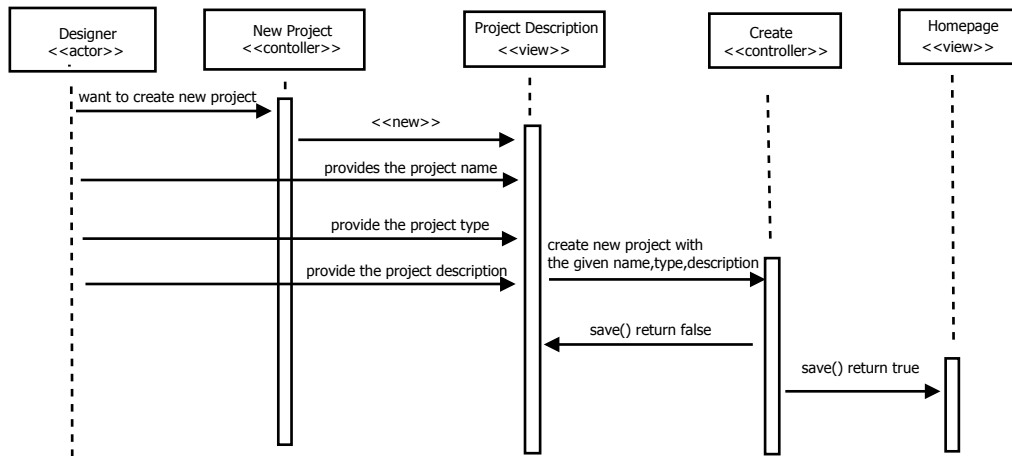 Designer
<<actor>>
.
New Project
<<contoller>>
Project Description
<<view>>
Create
<<controller>>
Homepage
<<view>>
want to create new project
<<new>>
provides the project name
provide the project type
create new project with
the given name,type,description
provide the project description
save() return false
save() return true